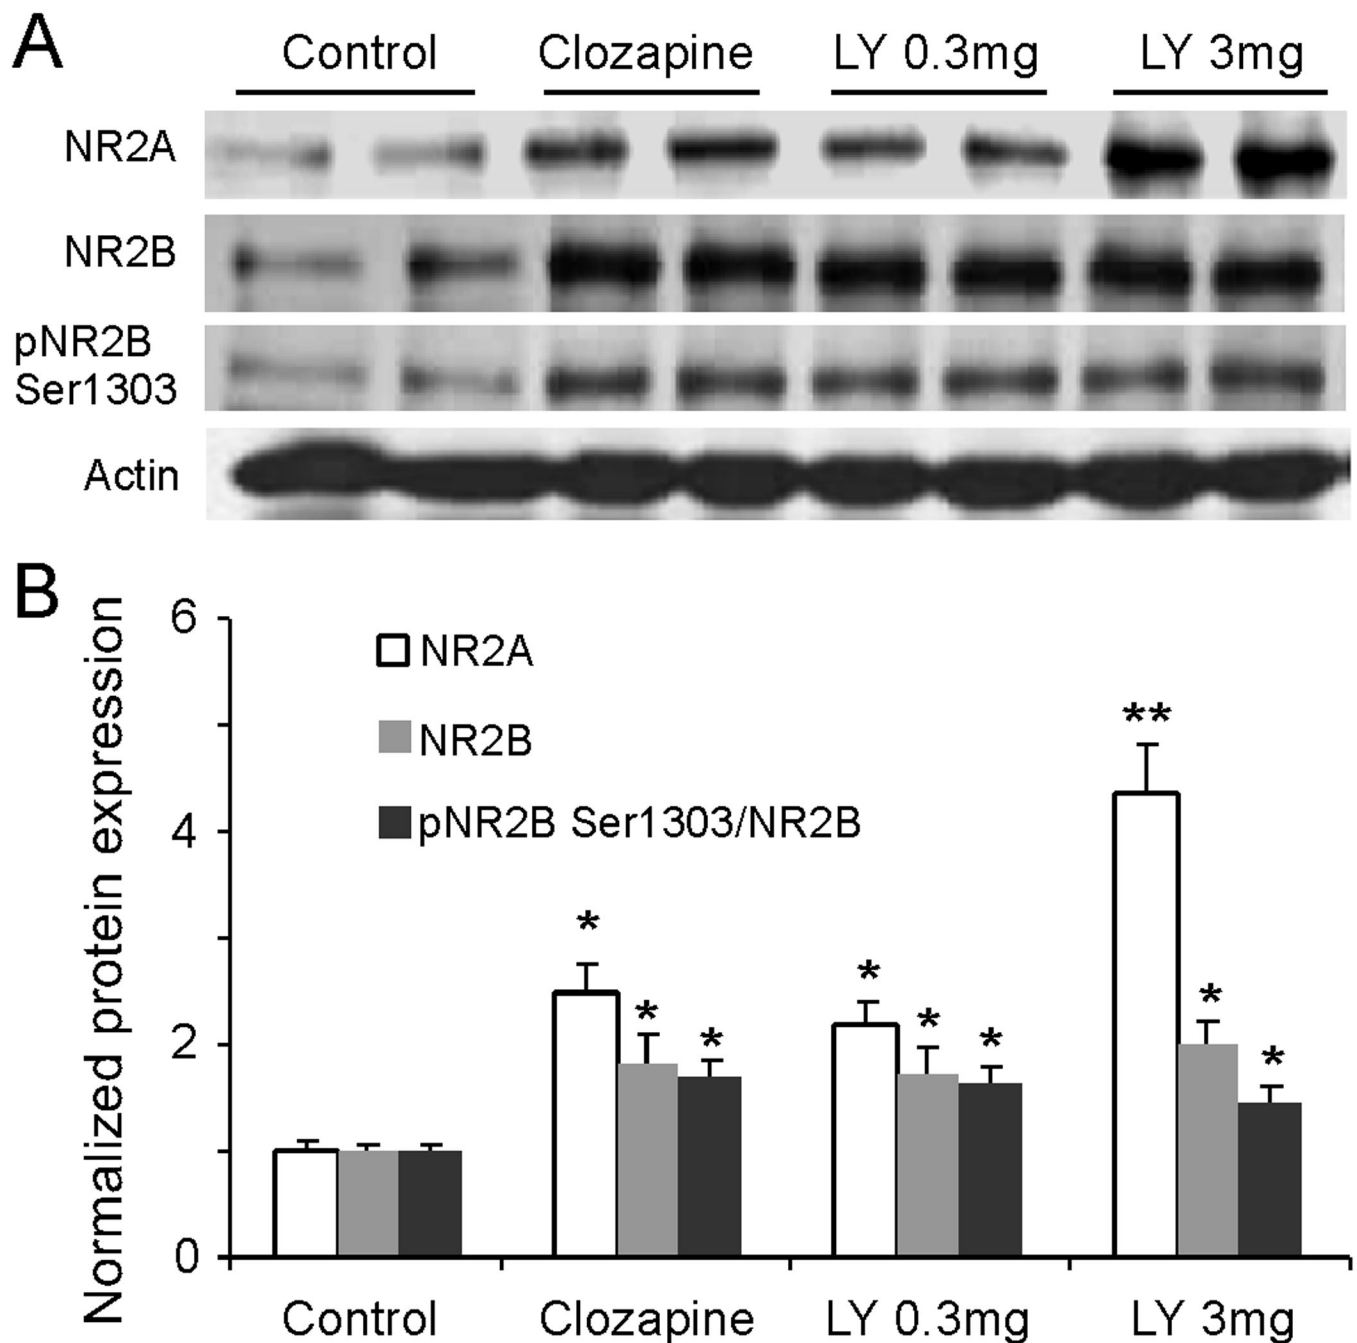 A
Control Clozapine LY 0.3mg LY 3mg
NR2A
NR2B
pNR2B
Ser1303
Actin
B
Normalized protein expression
6
4
2
0
NR2A
NR2B
pNR2B Ser1303/NR2B
*
*
*
*
*
*
**
*
*
Control Clozapine LY 0.3mg LY 3mg